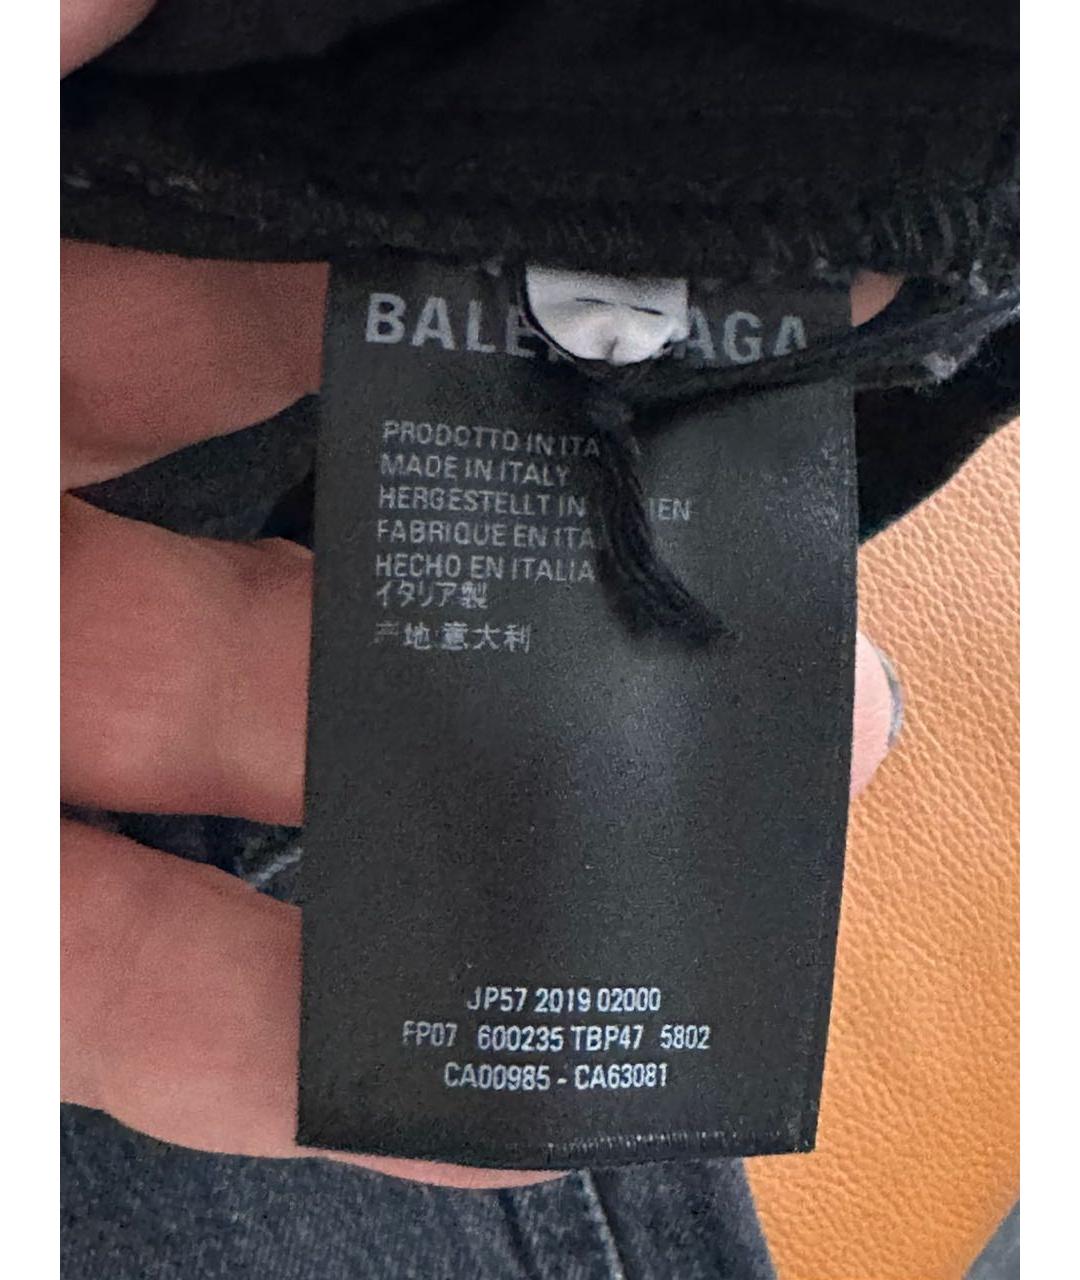 BALE AGA
PRODOTTO IN ITA A
MADE IN ITALY
HERGESTELLT IN IEN
FABRIQUE EN ITA
HECHO EN ITALIA
イタリア製
产地:意大利
JP57 2019 02000
FP07 600235 TBP47 5802
CA00985 - CA63081